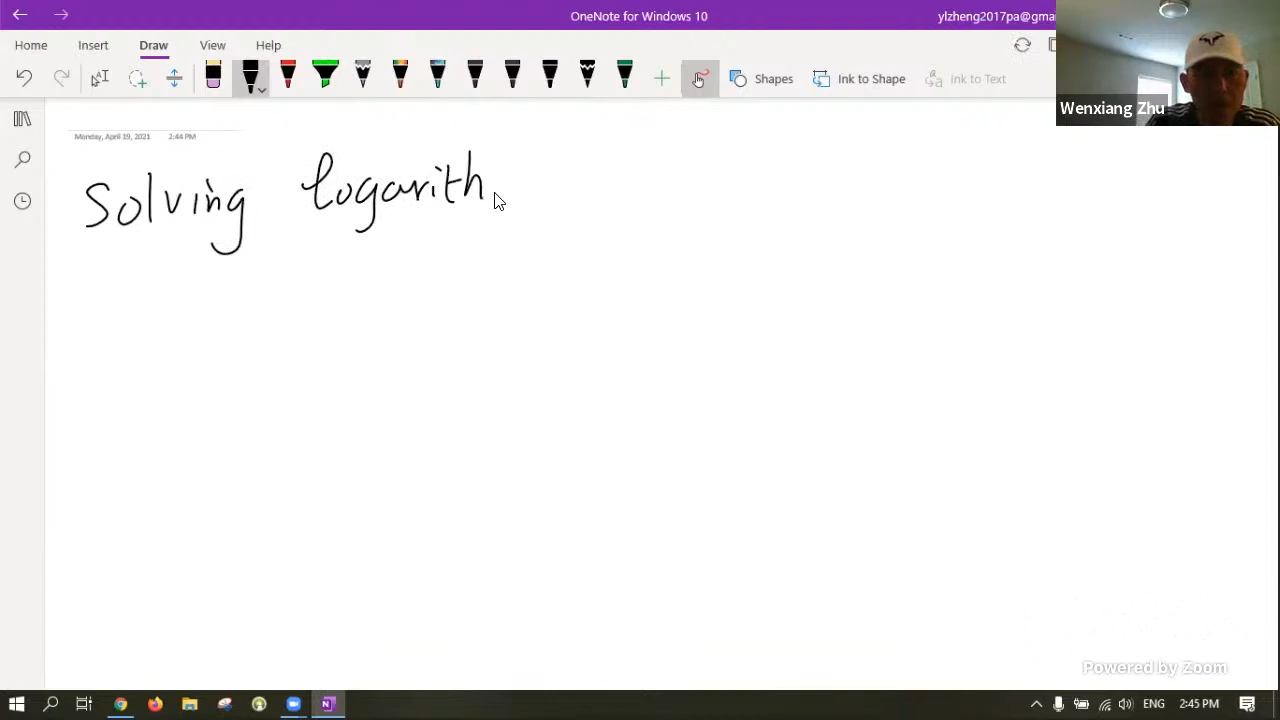 OneNote for Windows 10
ylzheng2017pa@gma
Home Insert Draw View Help
Shapes Ink to Shape Ink to Text
Wenxiang Zhu
Monday, April 19, 2021 2:44 PM
Solving logarith
Powered by Zoom
ENG 2:45 PM